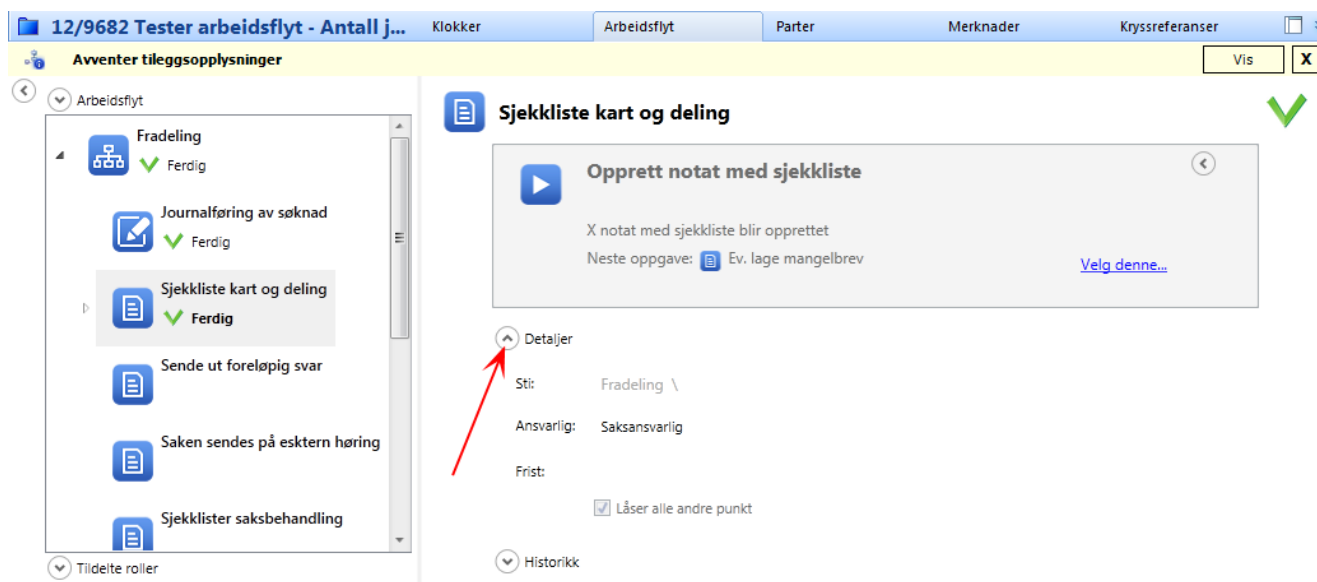 12/9682 Tester arbeidsflyt - Antall j...
Klokker
Arbeidsflyt
Parter
Merknader
Kryssreferanser
Avventer tileggsopplysninger
Vis
X
Arbeidsflyt
Fradeling
Ferdig
Journalføring av søknad
Ferdig
Sjekkliste kart og deling
Ferdig
Sende ut foreløpig svar
Saken sendes på esktern høring
Sjekklister saksbehandling
Tildelte roller
Sjekkliste kart og deling
Opprett notat med sjekkliste
X notat med sjekkliste blir opprettet
Neste oppgave: Ev. lage mangelbrev
Velg denne...
Detaljer
Sti: Fradeling \
Ansvarlig: Saksansvarlig
Frist:
Låser alle andre punkt
Historikk